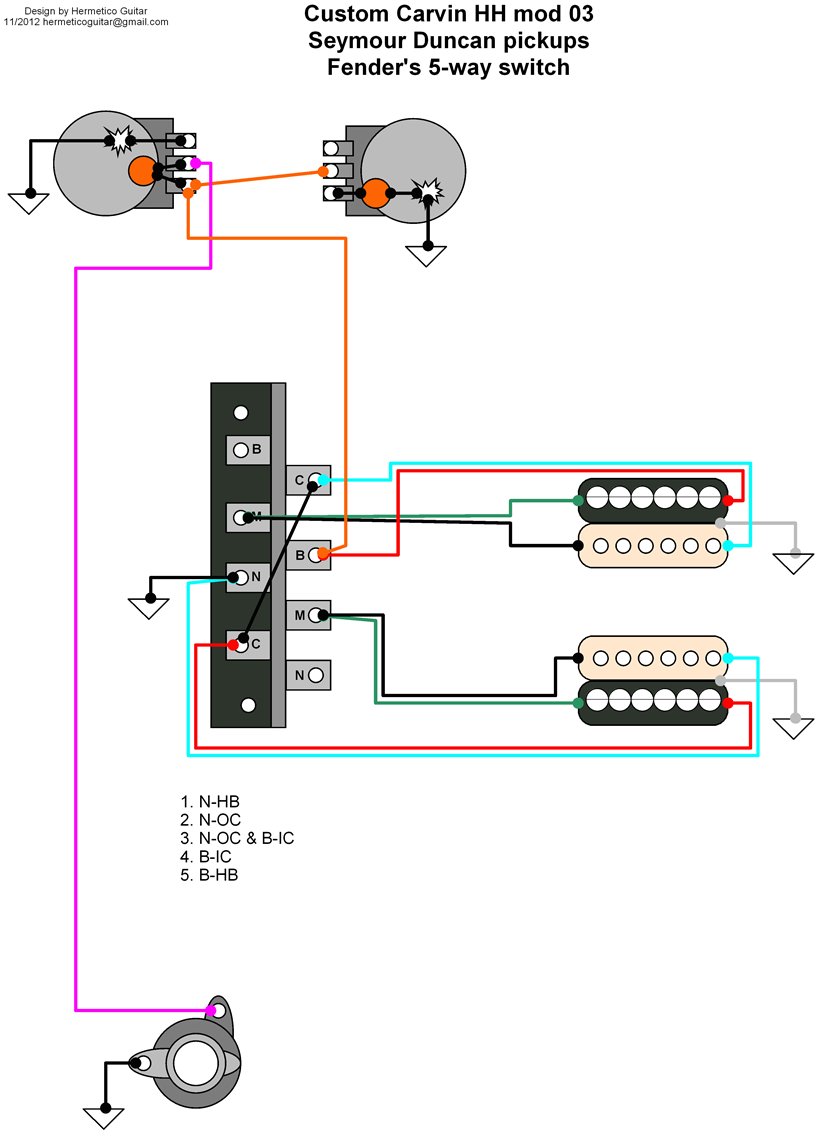 Design by Hermetico Guitar
11/2012 hermeticoguitar@gmail.com
Custom Carvin HH mod 03
Seymour Duncan pickups
Fender's 5-way switch
B
C
M
B
N
M
C
N
1. N-HB
2. N-OC
3. N-OC & B-IC
4. B-IC
5. B-HB